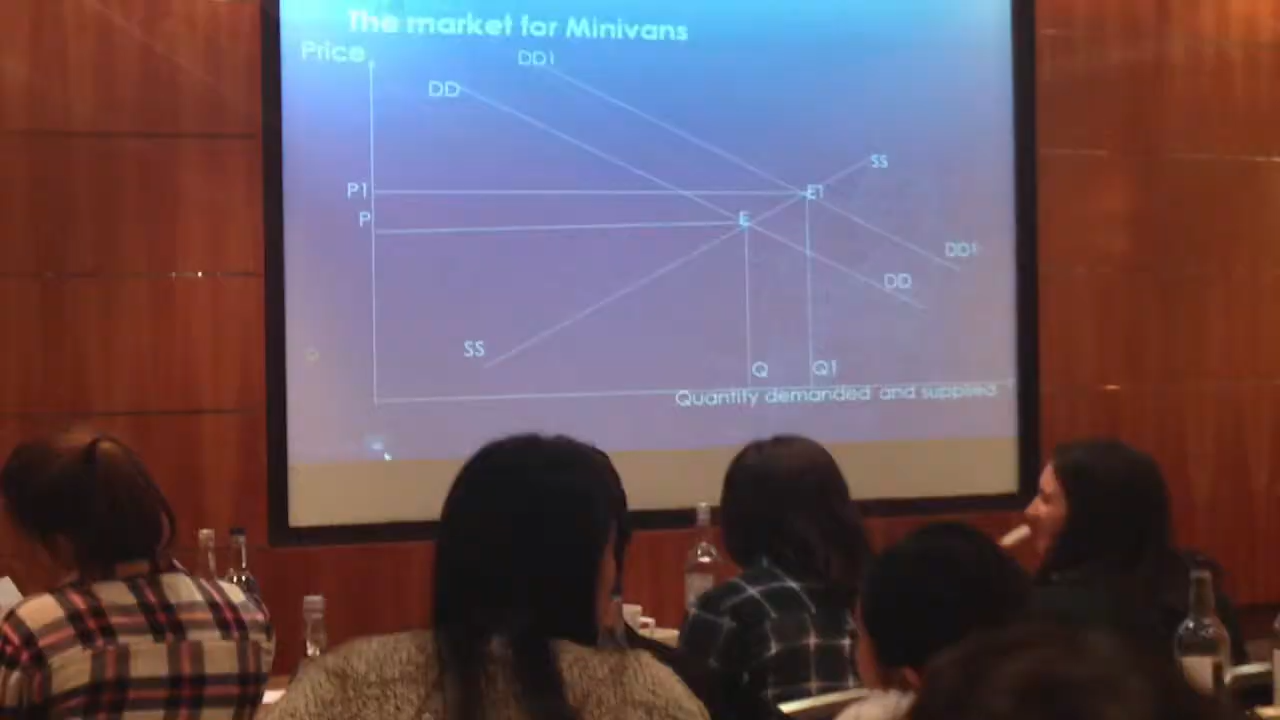 The market for Minivans
Price
DD1
DD
SS
P1
E1
P
E
DD1
DD
SS
Q
Q1
Quantity demanded and supplied